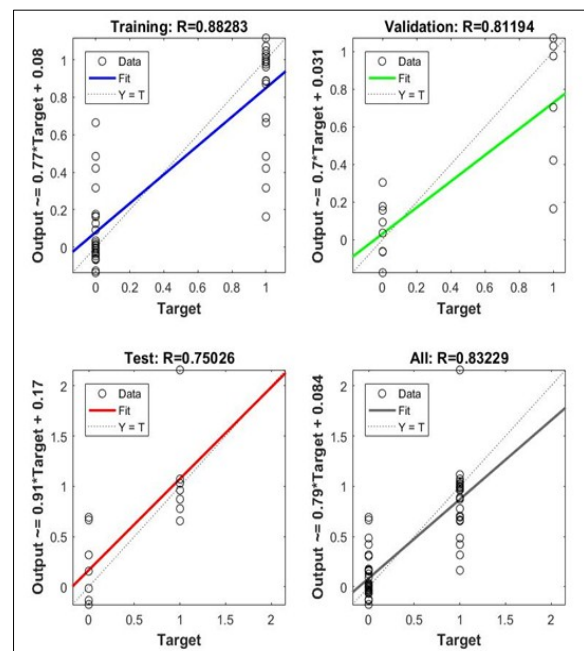 Training: R=0.88283
Output ~= 0.77*Target + 0.08
1
0.8
0.6
0.4
0.2
0
Data
Fit
Y = T
0 0.2 0.4 0.6 0.8 1
Target
Validation: R=0.81194
Output ~= 0.7*Target + 0.031
1
0.8
0.6
0.4
0.2
0
Data
Fit
Y = T
0 0.2 0.4 0.6 0.8 1
Target
Test: R=0.75026
Output ~= 0.91*Target + 0.17
2
1.5
1
0.5
0
Data
Fit
Y = T
0 0.5 1 1.5 2
Target
All: R=0.83229
Output ~= 0.79*Target + 0.084
2
1.5
1
0.5
0
Data
Fit
Y = T
0 0.5 1 1.5 2
Target